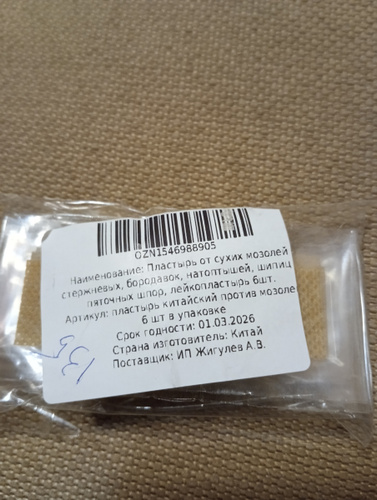 OZN1546988905
Наименование: Пластырь от сухих мозолей
стержневых, бородавок, натоптышей, шипиц
пяточных шпор, лейкопластырь 6шт.
Артикул: пластырь китайский против мозоле
6 шт в упаковке
Срок годности: 01.03.2026
Страна изготовитель: Китай
Поставщик: ИП Жигулев А.В.